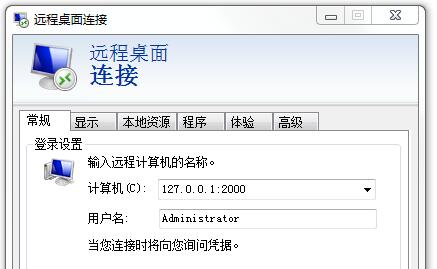 远程桌面连接
远程桌面
连接
常规 显示 本地资源 程序 体验 高级
登录设置
输入远程计算机的名称。
计算机(C): 127.0.0.1:2000
用户名: Administrator
当您连接时将向您询问凭据。